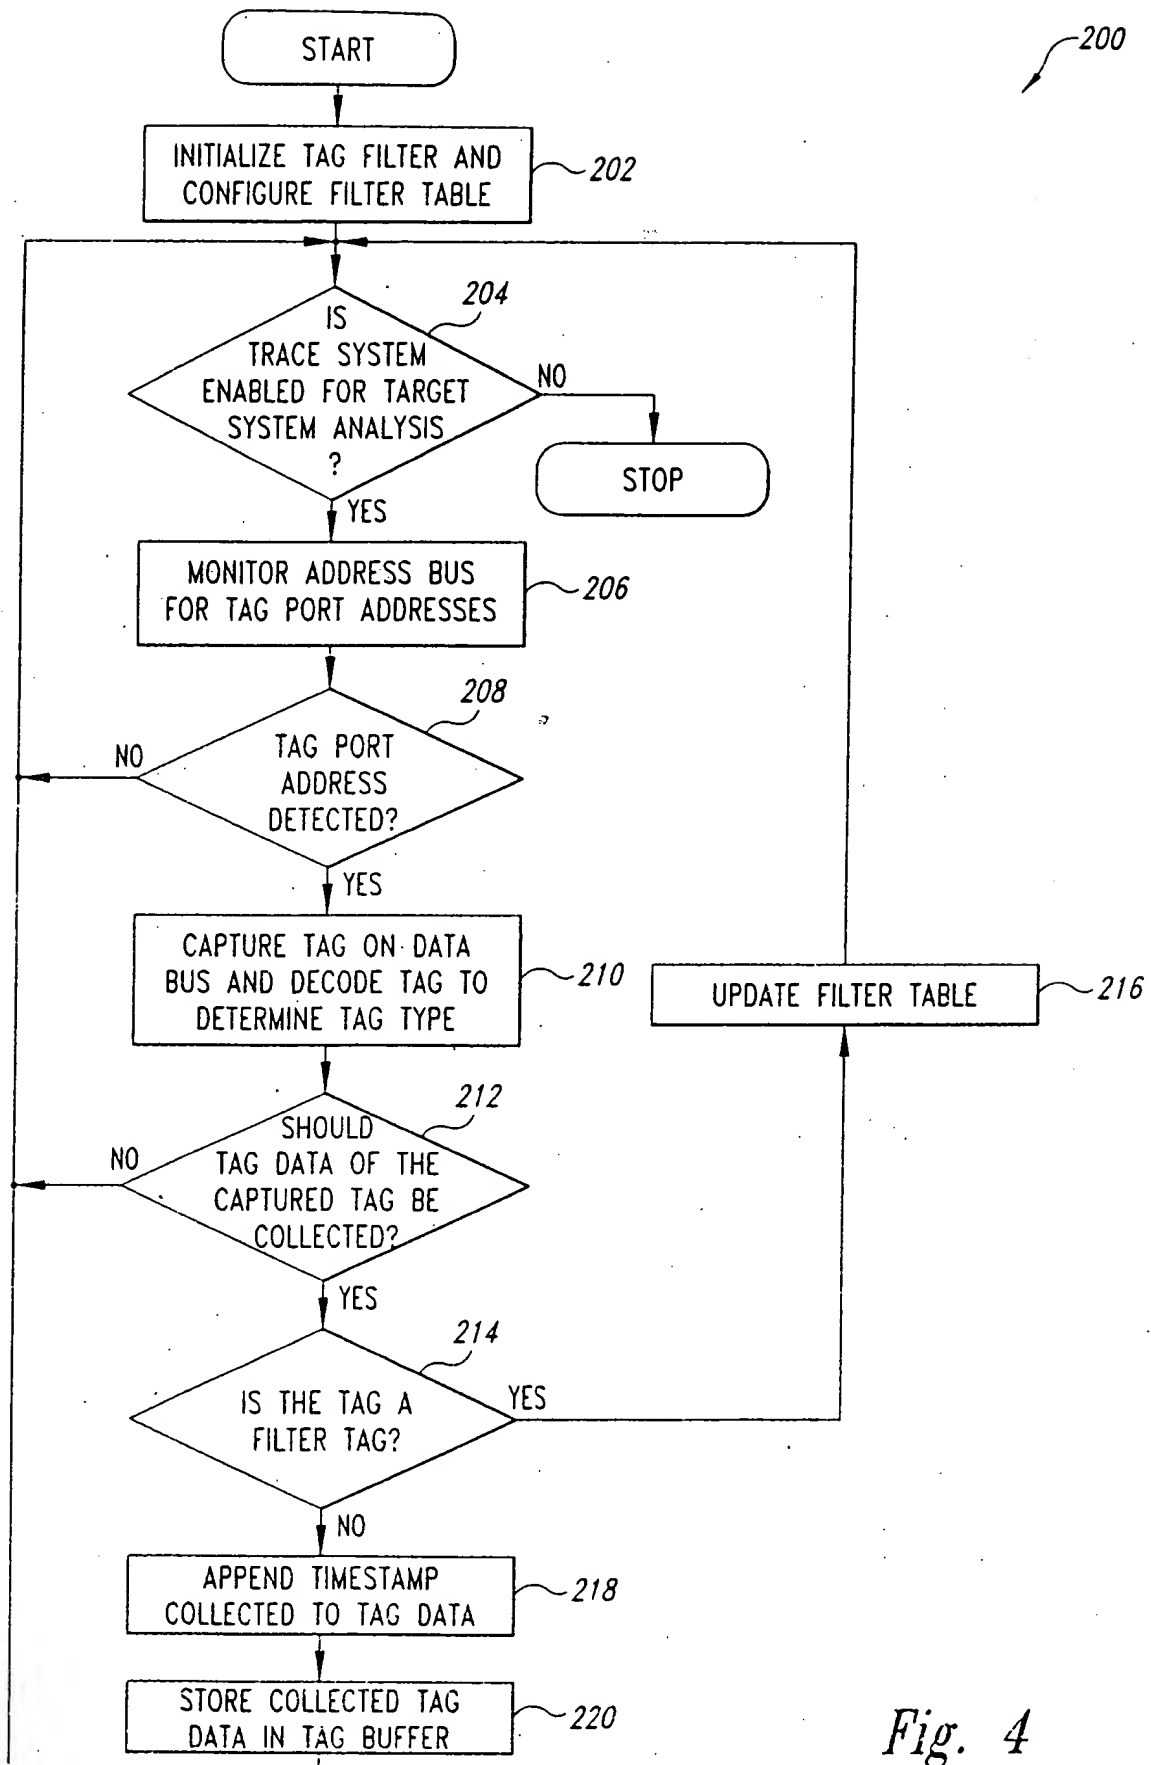 START
200
INITIALIZE TAG FILTER AND
CONFIGURE FILTER TABLE
202
204
IS
TRACE SYSTEM
ENABLED FOR TARGET
SYSTEM ANALYSIS
?
NO
STOP
YES
MONITOR ADDRESS BUS
FOR TAG PORT ADDRESSES
206
208
TAG PORT
ADDRESS
DETECTED?
NO
YES
CAPTURE TAG ON DATA
BUS AND DECODE TAG TO
DETERMINE TAG TYPE
210
UPDATE FILTER TABLE
216
212
SHOULD
TAG DATA OF THE
CAPTURED TAG BE
COLLECTED?
NO
YES
214
IS THE TAG A
FILTER TAG?
YES
NO
APPEND TIMESTAMP
COLLECTED TO TAG DATA
218
STORE COLLECTED TAG
DATA IN TAG BUFFER
220
Fig. 4